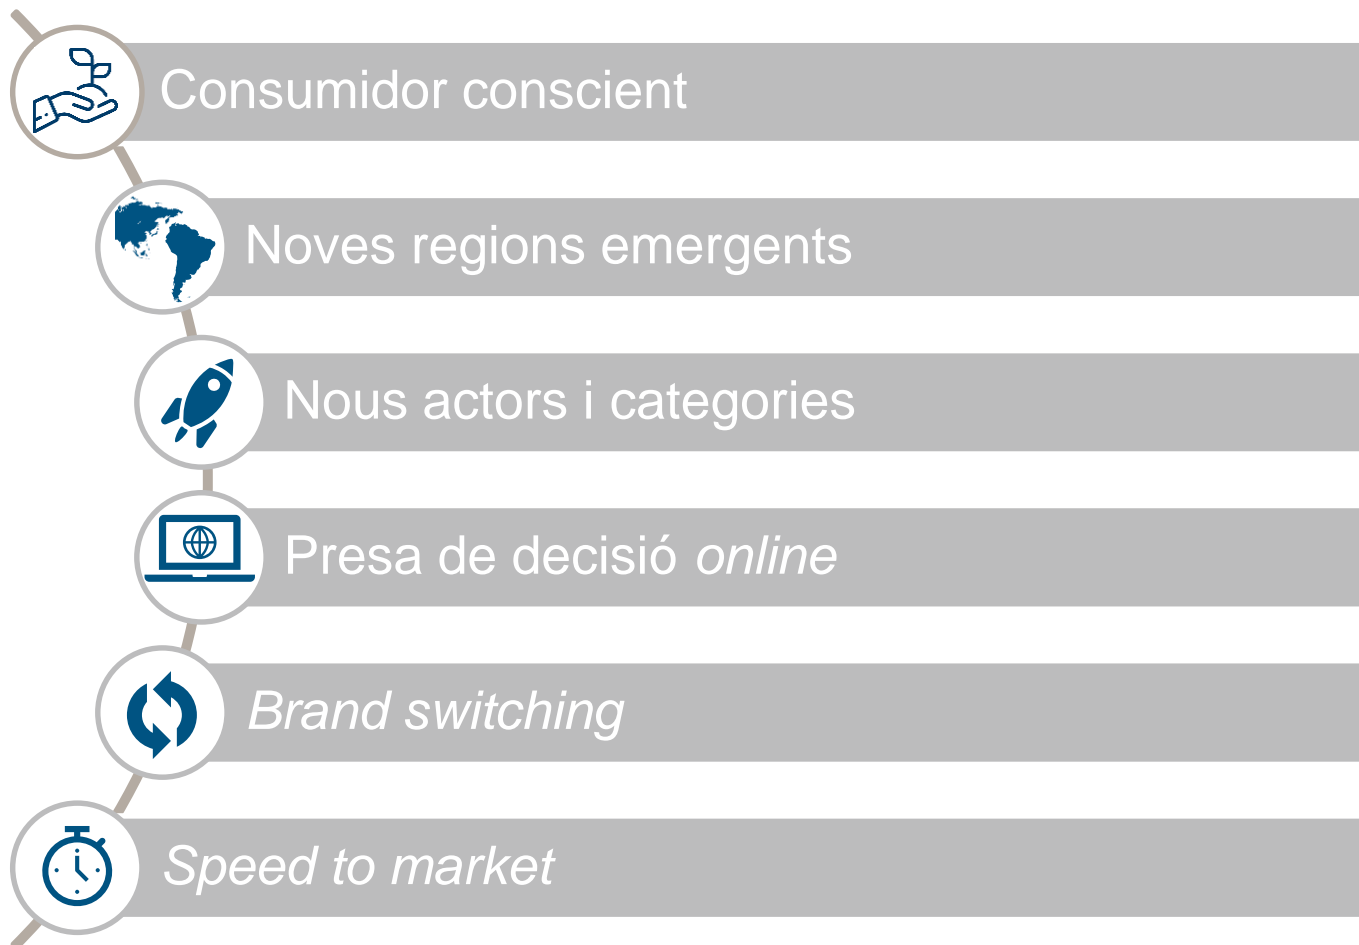 Consumidor conscient
Noves regions emergents
Nous actors i categories
Presa de decisió online
Brand switching
Speed to market